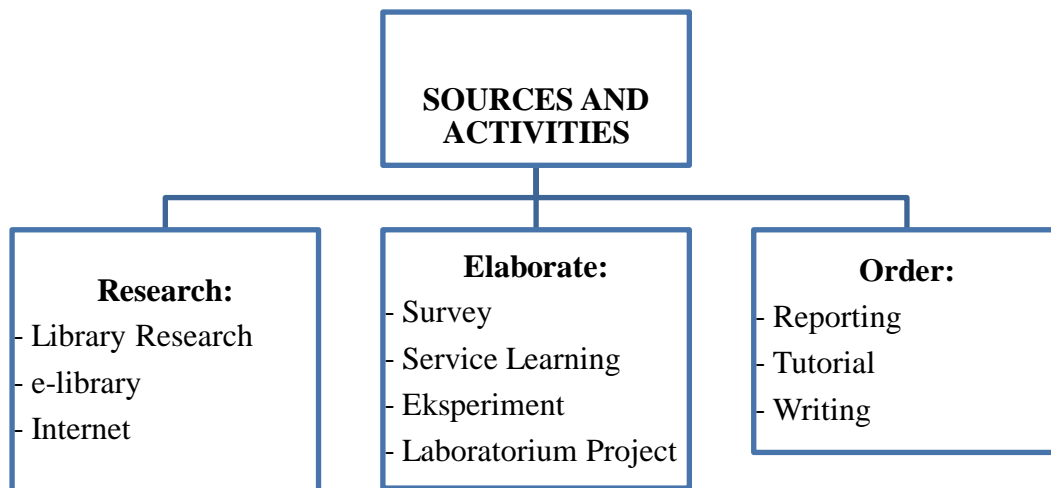 SOURCES AND
ACTIVITIES
Research:
- Library Research
- e-library
- Internet
Elaborate:
- Survey
- Service Learning
- Eksperiment
- Laboratorium Project
Order:
- Reporting
- Tutorial
- Writing